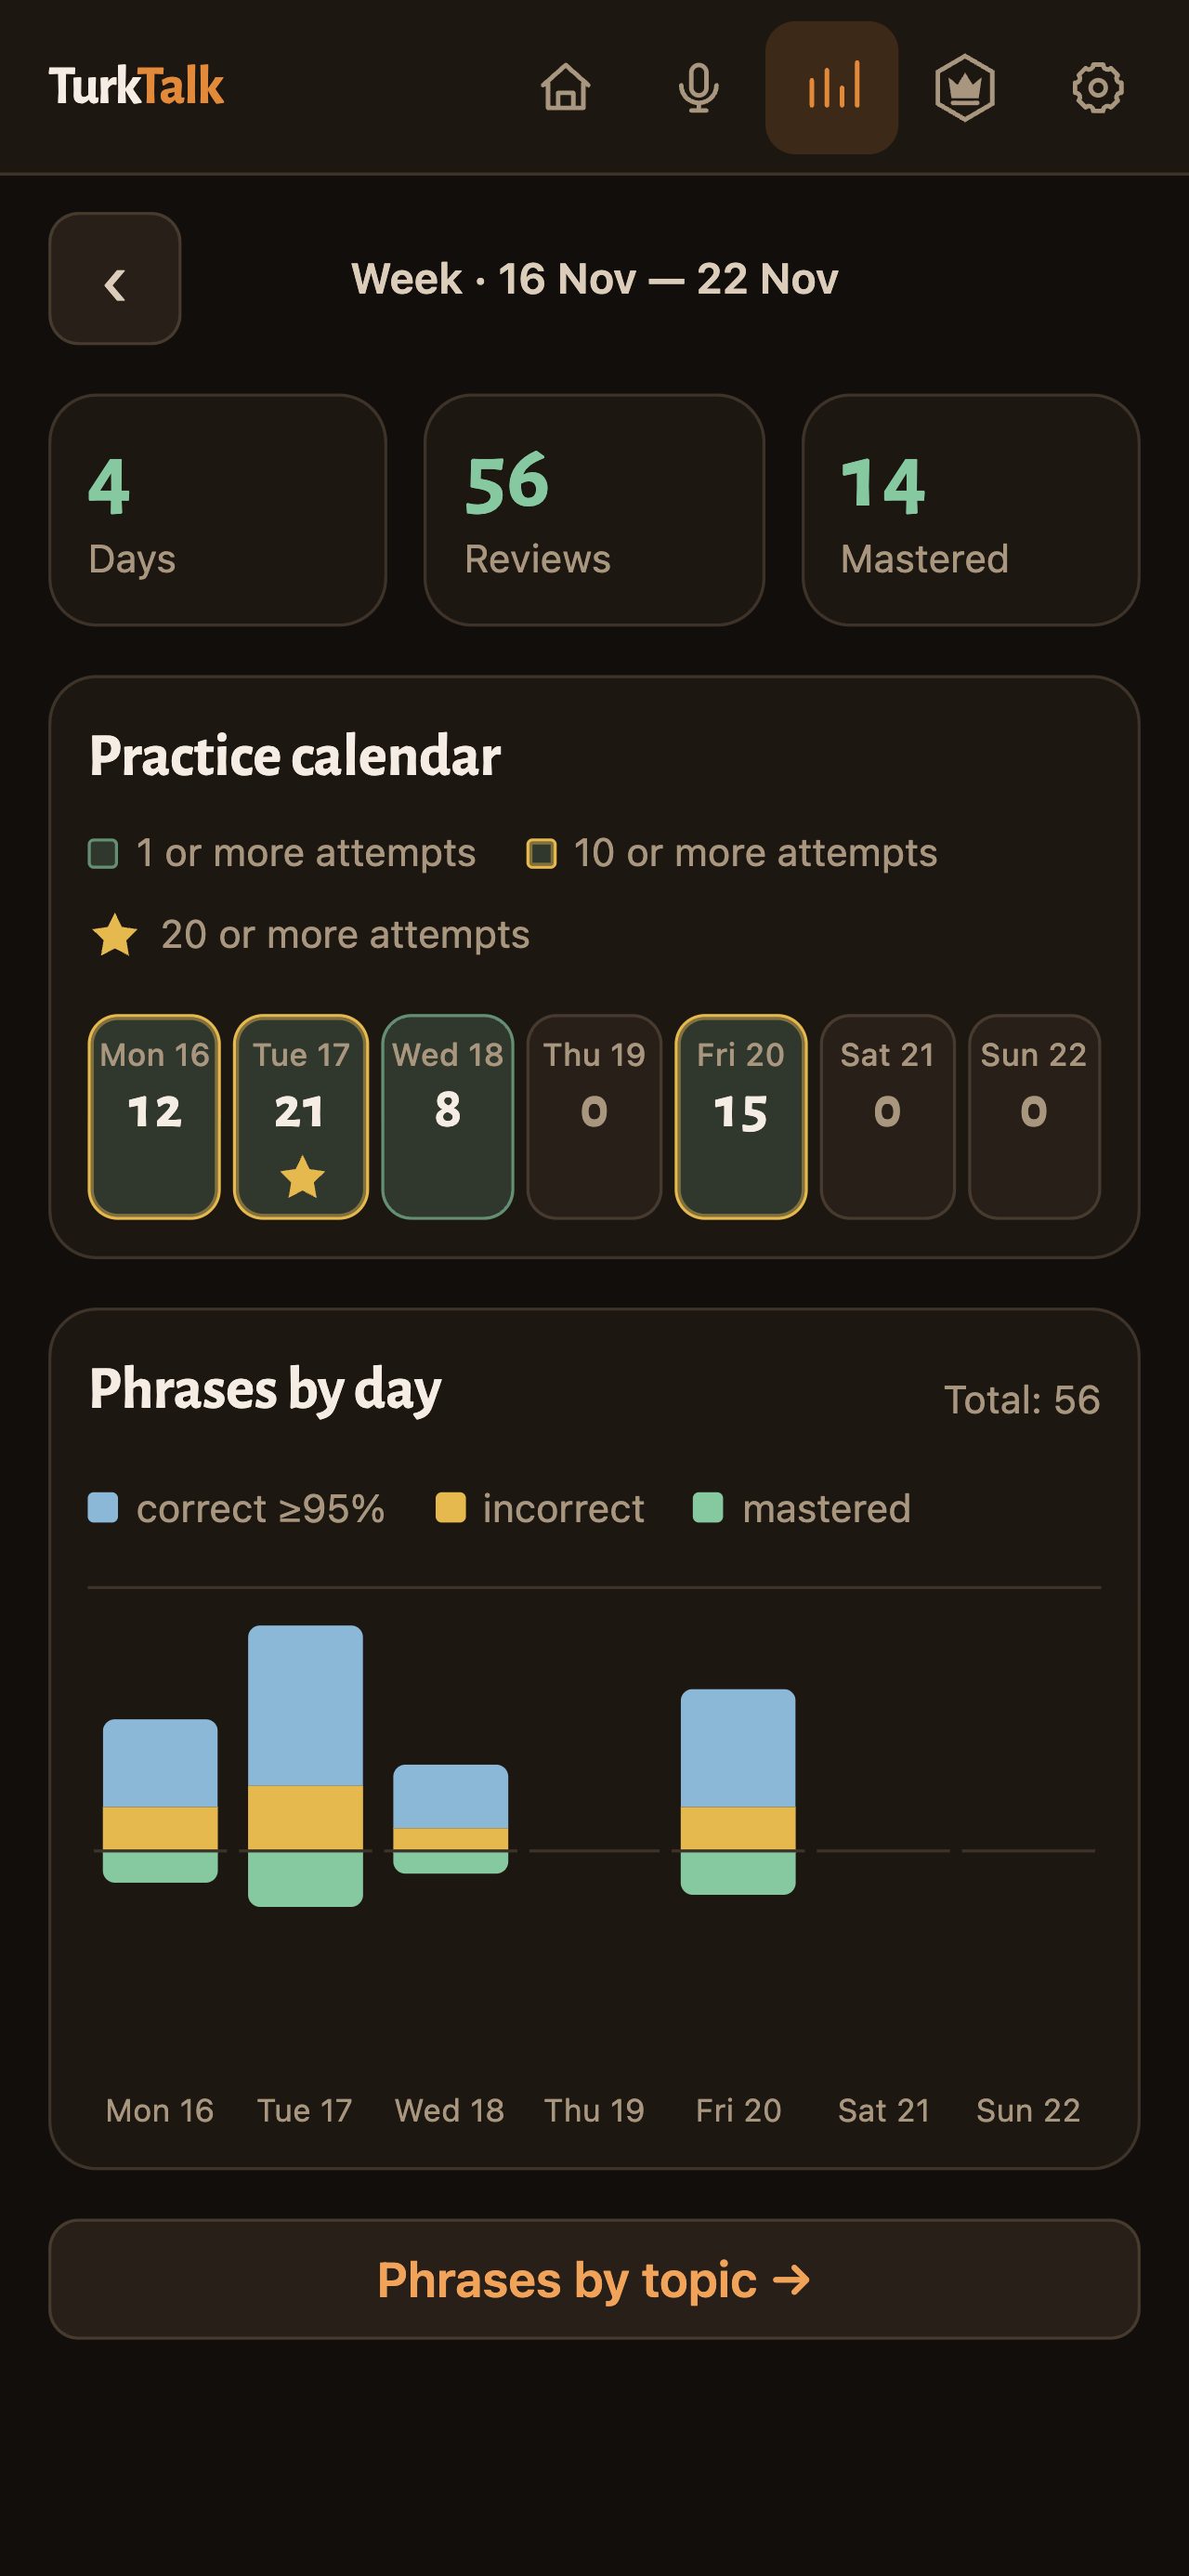 TurkTalk
‹
Week · 16 Nov — 22 Nov
4 56 14
Days Reviews Mastered
Practice calendar
1 or more attempts 10 or more attempts
20 or more attempts
Mon 16 Tue 17 Wed 18 Thu 19 Fri 20 Sat 21 Sun 22
12 21 8 0 15 0 0
Phrases by day Total: 56
correct ≥95% incorrect mastered
Mon 16 Tue 17 Wed 18 Thu 19 Fri 20 Sat 21 Sun 22
Phrases by topic →